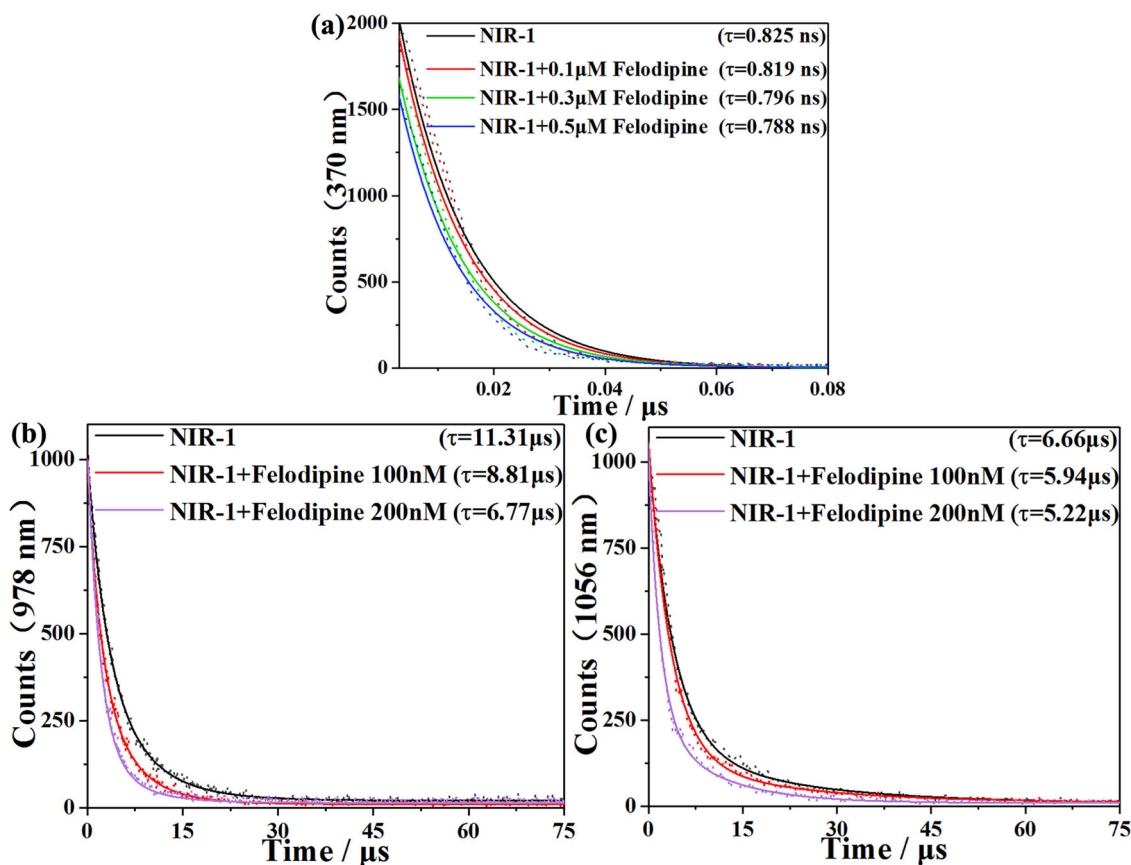 (a)
2000
1500
1000
500
0
Counts（370 nm）
NIR-1 (τ=0.825 ns)
NIR-1+0.1μM Felodipine (τ=0.819 ns)
NIR-1+0.3μM Felodipine (τ=0.796 ns)
NIR-1+0.5μM Felodipine (τ=0.788 ns)
0.02 0.04 0.06 0.08
Time / μs
(b)
1000
750
500
250
0
Counts（978 nm）
NIR-1 (τ=11.31μs)
NIR-1+Felodipine 100nM (τ=8.81μs)
NIR-1+Felodipine 200nM (τ=6.77μs)
0 15 30 45 60 75
Time / μs
(c)
1000
750
500
250
0
Counts（1056 nm）
NIR-1 (τ=6.66μs)
NIR-1+Felodipine 100nM (τ=5.94μs)
NIR-1+Felodipine 200nM (τ=5.22μs)
0 15 30 45 60 75
Time / μs